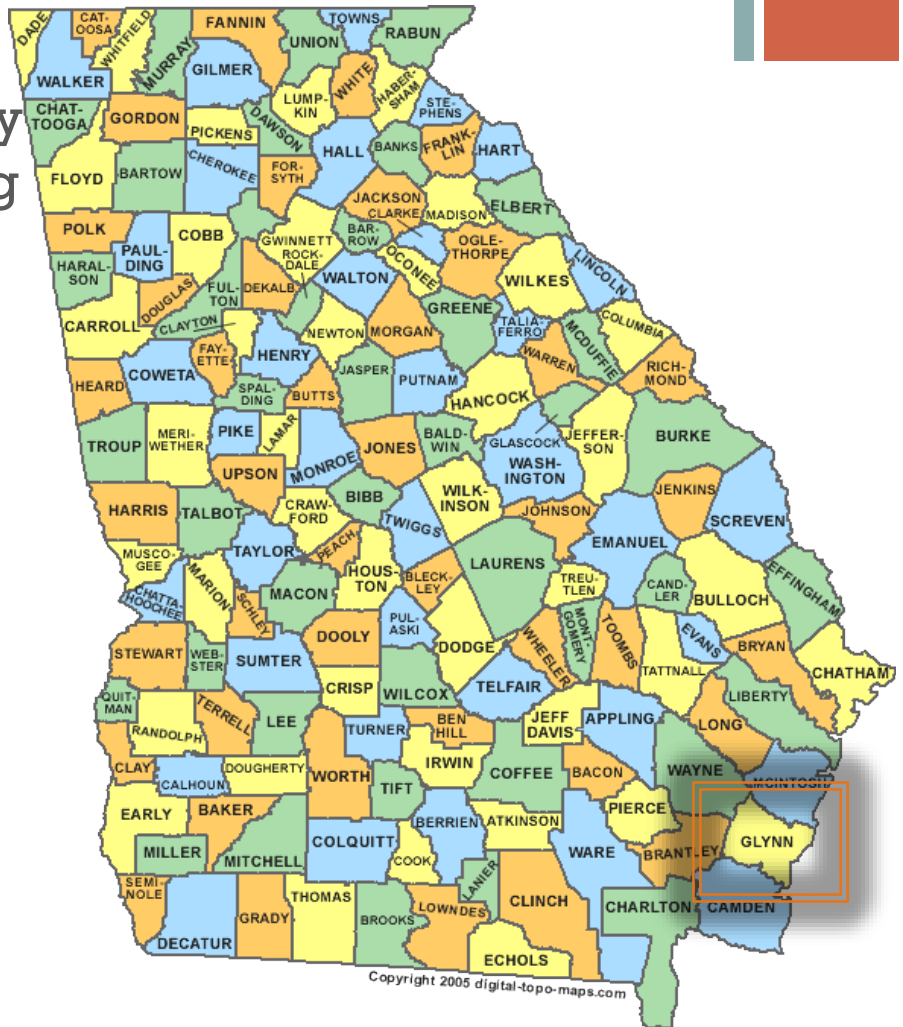 DADE
CAT-
OOSA
WHITFIELD
MURRAY
FANNIN
UNION
TOWNS
RABUN
WALKER
GILMER
LUMP-
KIN
WHITE
HABER-
SHAM
STE-
PHENS
y
CHAT-
TOOGA
GORDON
PICKENS
DAWSON
HALL
BANKS
FRANK-
LIN
HART
g
FLOYD
BARTOW
CHEROKEE
FOR-
SYTH
JACKSON
CLARKE
MADISON
ELBERT
POLK
PAUL-
DING
COBB
GWINNETT
ROCK-
DALE
BAR-
ROW
OCONEE
OGLE-
THORPE
WILKES
LINCOLN
HARAL-
SON
DOUGLAS
FUL-
TON
DEKALB
WALTON
GREENE
TALIA-
FERRO
MCDUFFIE
COLUMBIA
CARROLL
CLAYTON
NEWTON
MORGAN
WARREN
RICH-
MOND
HEARD
COWETA
FAY-
ETTE
HENRY
SPAL-
DING
BUTTS
JASPER
PUTNAM
HANCOCK
TROUP
MERI-
WETHER
PIKE
LAMAR
MONROE
JONES
BALD-
WIN
GLASCOCK
WASH-
INGTON
JEFFER-
SON
BURKE
UPSON
HARRIS
TALBOT
CRAW-
FORD
BIBB
TWIGGS
WILK-
INSON
JOHNSON
EMANUEL
JENKINS
SCREVEN
MUSCO-
GEE
CHATTA-
HOOCHEE
MARION
TAYLOR
PEACH
MACON
HOUS-
TON
BLECK-
LEY
LAURENS
TREU-
TLEN
CAND-
LER
BULLOCH
EFFINGHAM
STEWART
WEB-
STER
SCHLEY
SUMTER
DOOLY
PUL-
ASKI
DODGE
WHEELER
MONT-
GOMERY
TOOMBS
TATTNALL
EVANS
BRYAN
CHATHAM
QUIT-
MAN
RANDOLPH
TERRELL
LEE
CRISP
WILCOX
TELFAIR
JEFF
DAVIS
APPLING
LONG
LIBERTY
CLAY
CALHOUN
DOUGHERTY
WORTH
TURNER
BEN
HILL
IRWIN
COFFEE
BACON
WAYNE
MCINTOSH
EARLY
BAKER
TIFT
BERRIEN
ATKINSON
PIERCE
MILLER
MITCHELL
COLQUITT
COOK
LANIER
WARE
BRANTLEY
GLYNN
SEMI-
NOLE
DECATUR
GRADY
THOMAS
BROOKS
LOWNDES
CLINCH
ECHOLS
CHARLTON
CAMDEN
Copyright 2005 digital-topo-maps.com